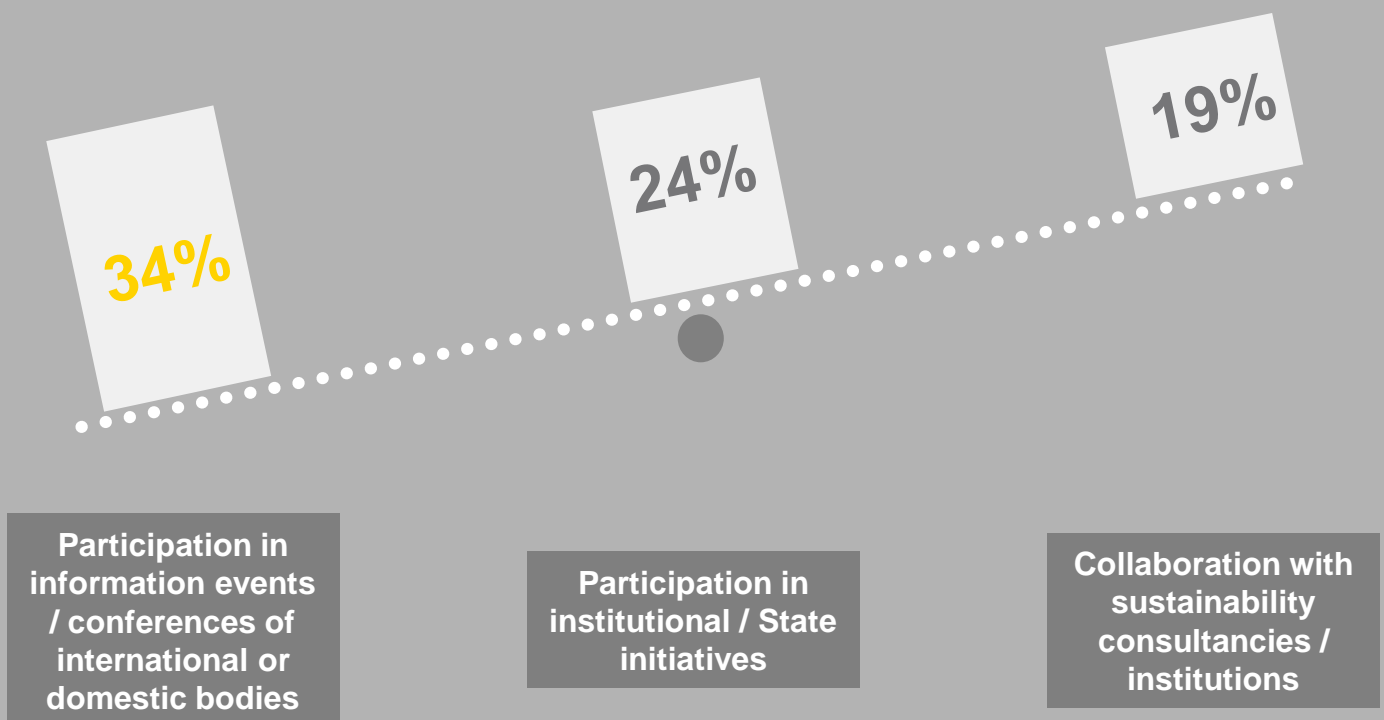 34%
24%
19%
Participation in
information events
/ conferences of
international or
domestic bodies
Participation in
institutional / State
initiatives
Collaboration with
sustainability
consultancies /
institutions